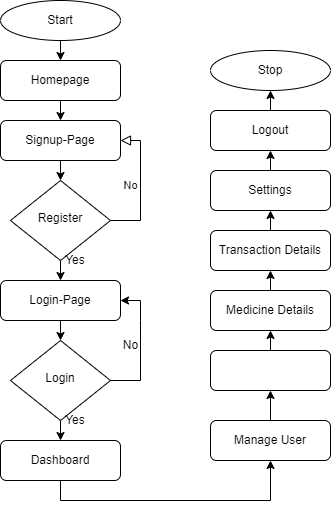 Start
Homepage
Signup-Page
No
Register
Yes
Login-Page
No
Login
Yes
Dashboard
Stop
Logout
Settings
Transaction Details
Medicine Details
Manage User